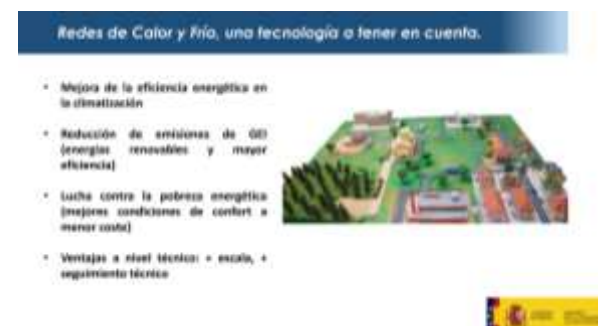 Redes de Calor y Frío, una tecnología a tener en cuenta.
• Mejora de la eficiencia energética en
la climatización
• Reducción de emisiones de GEI
(energías renovables y mayor
eficiencia)
• Lucha contra la pobreza energética
(mejores condiciones de confort a
menor coste)
• Ventajas a nivel técnico: + escala, +
seguimiento técnico